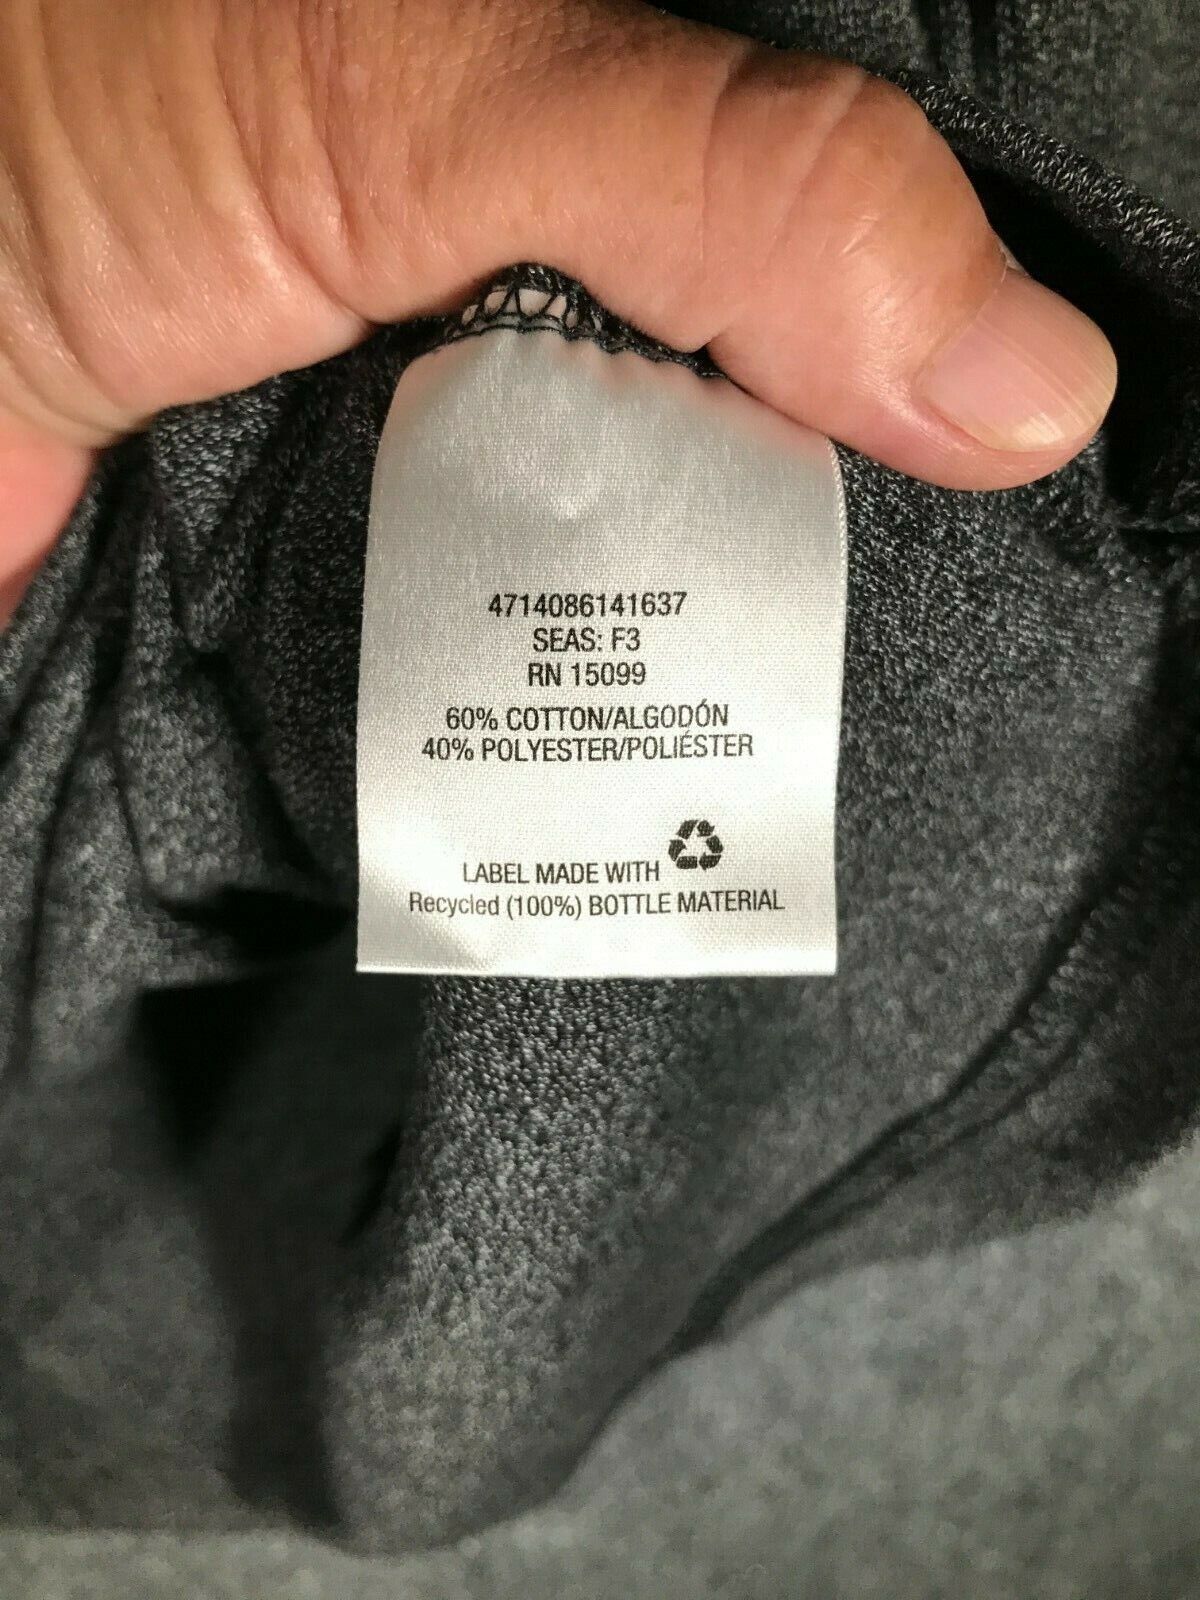 4714086141637
SEAS: F3
RN 15099
60% COTTON/ALGODÓN
40% POLYESTER/POLIÉSTER
LABEL MADE WITH
Recycled (100%) BOTTLE MATERIAL